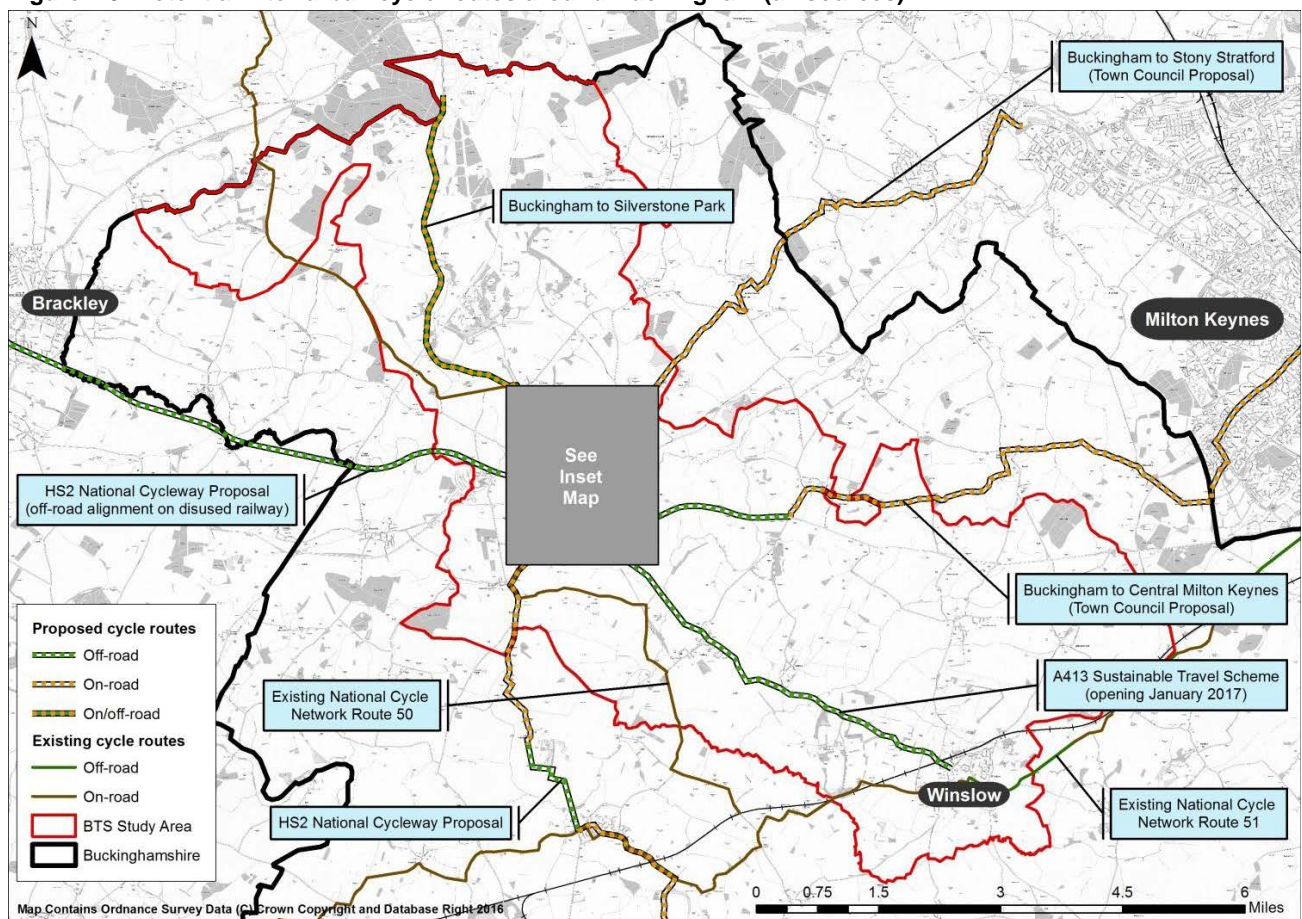 N
Buckingham to Stony Stratford
(Town Council Proposal)
Buckingham to Silverstone Park
Brackley
Milton Keynes
See
Inset
Map
HS2 National Cycleway Proposal
(off-road alignment on disused railway)
Buckingham to Central Milton Keynes
(Town Council Proposal)
Proposed cycle routes
Off-road
On-road
On/off-road
Existing cycle routes
Off-road
On-road
BTS Study Area
Buckinghamshire
Existing National Cycle
Network Route 50
A413 Sustainable Travel Scheme
(opening January 2017)
HS2 National Cycleway Proposal
Winslow
Existing National Cycle
Network Route 51
0 0.75 1.5 3 4.5 6
Miles
Map Contains Ordnance Survey Data (C) Crown Copyright and Database Right 2016